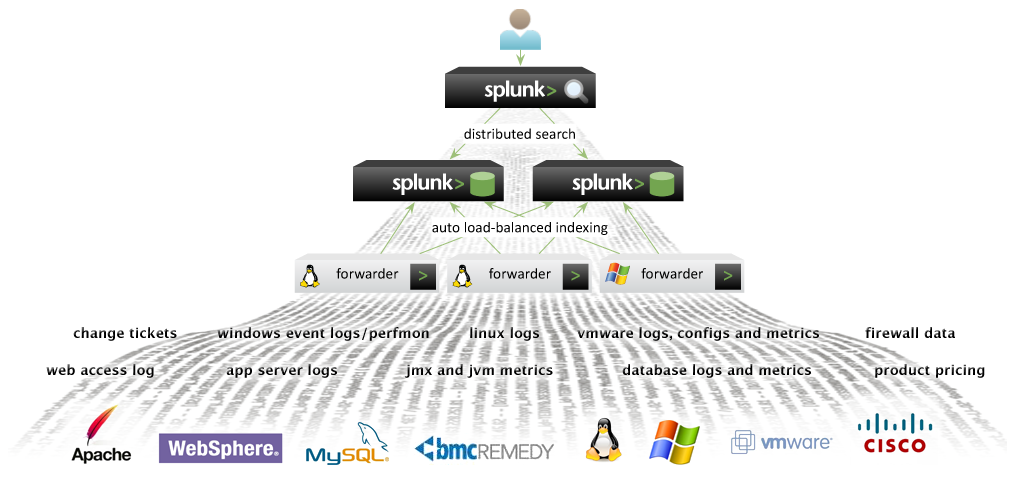 splunk>
distributed search
splunk> splunk>
auto load-balanced indexing
forwarder > forwarder > forwarder >
change tickets windows event logs/perfmon linux logs vmware logs, configs and metrics firewall data
web access log app server logs jmx and jvm metrics database logs and metrics product pricing
Apache WebSphere. MySQL. bmcREMEDY vmware CISCO